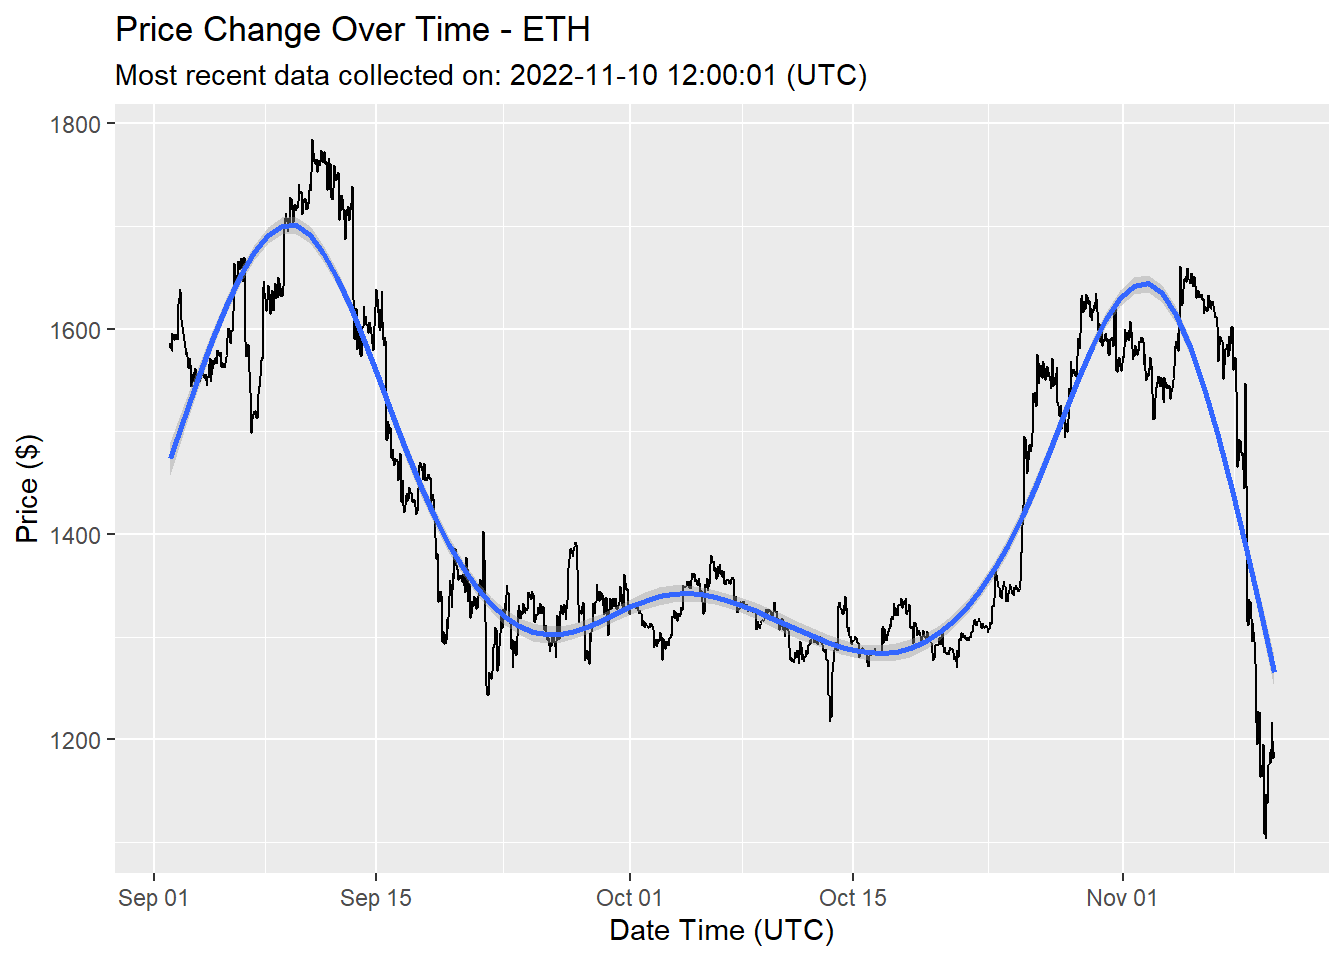 Price Change Over Time - ETH
Most recent data collected on: 2022-11-10 12:00:01 (UTC)
Price ($)
1800
1600
1400
1200
Sep 01
Sep 15
Oct 01
Oct 15
Nov 01
Date Time (UTC)